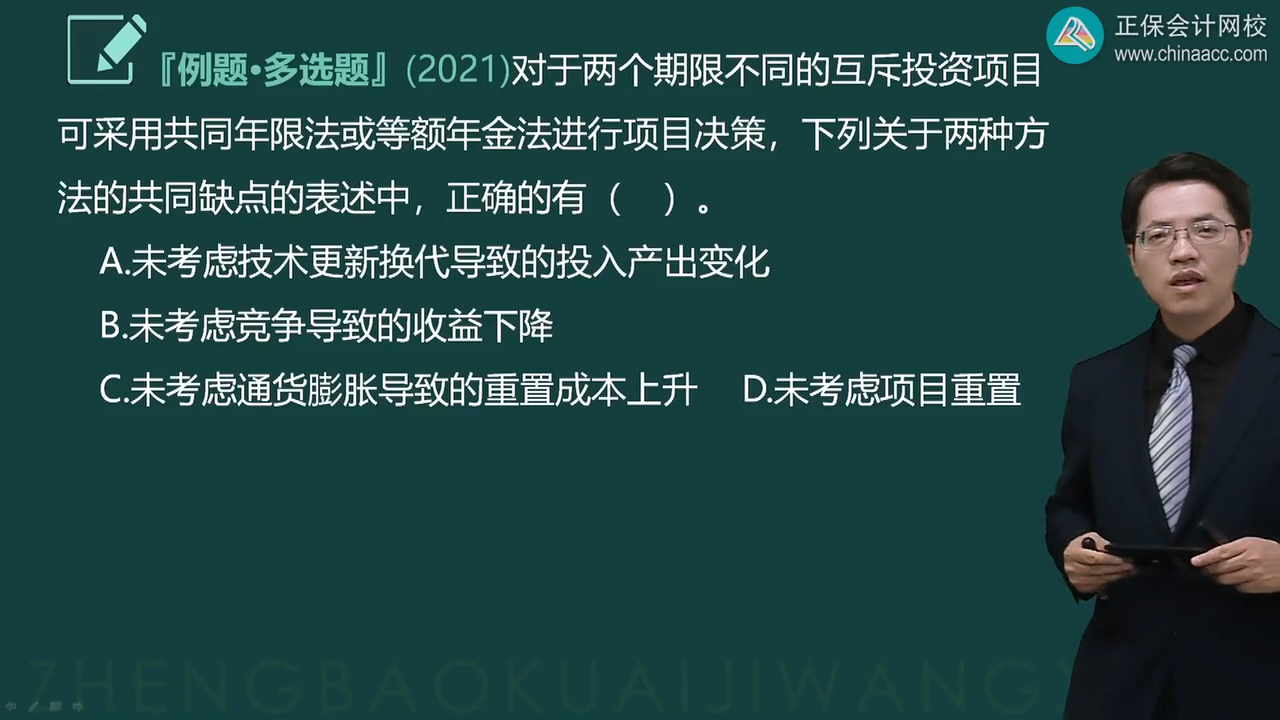 正保会计网校
www.chinaacc.com
『例题•多选题』(2021)对于两个期限不同的互斥投资项目
可采用共同年限法或等额年金法进行项目决策，下列关于两种方
法的共同缺点的表述中，正确的有（ ）。
A.未考虑技术更新换代导致的投入产出变化
B.未考虑竞争导致的收益下降
C.未考虑通货膨胀导致的重置成本上升 D.未考虑项目重置
ZHENGBAOKUAIJIWANG